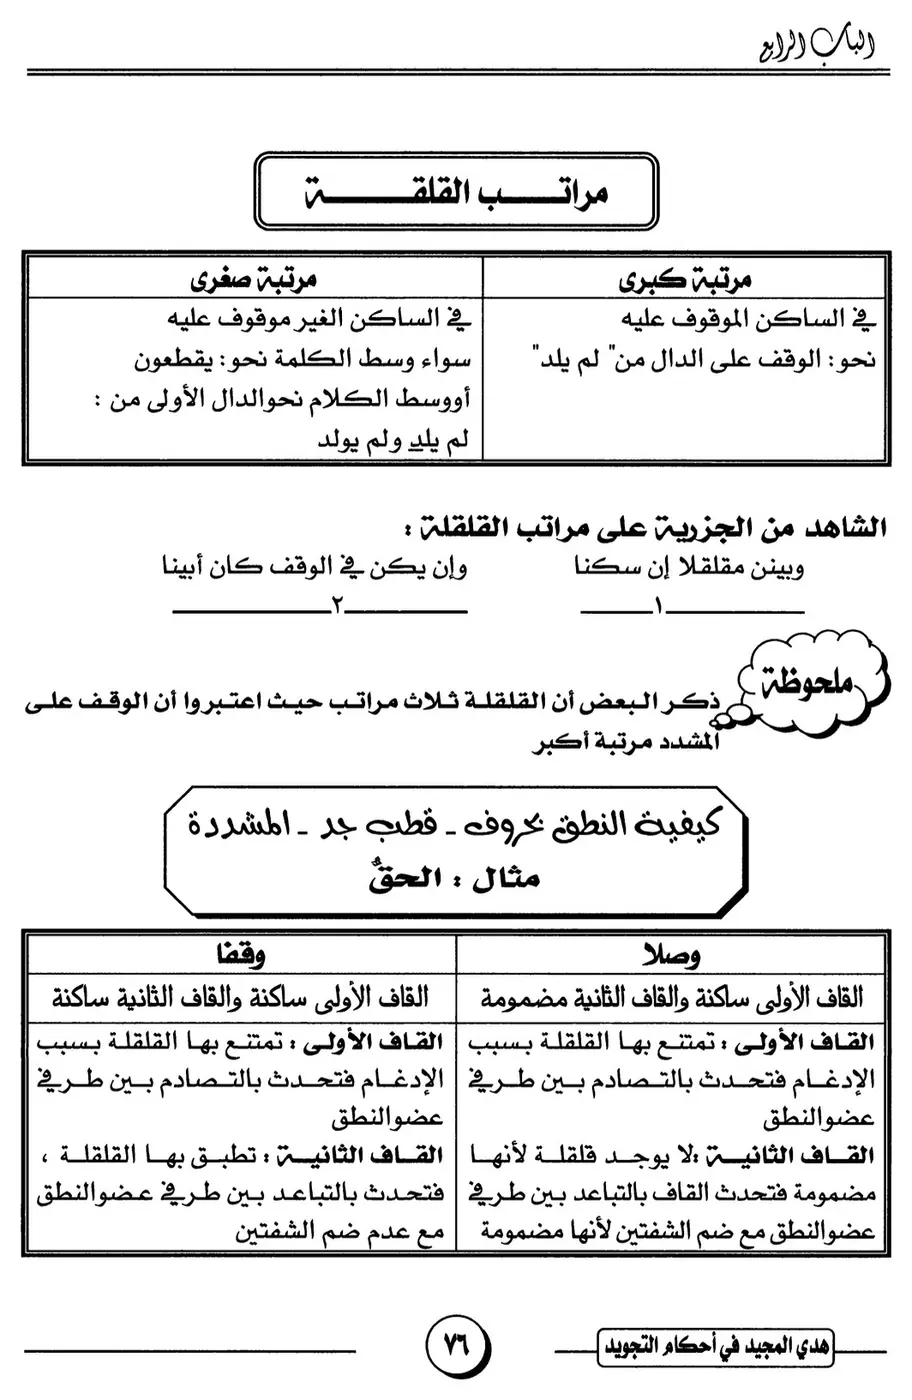 الباب الرابع
مراتـــب القلقـــلة
مرتبة كبرى
في الساكن الموقوف عليه
نحو: الوقف على الدال من" لم يلد"
مرتبة صغرى
في الساكن الغير موقوف عليه
سواء وسط الكلمة نحو: يقطعون
أووسط الكلام نحوالدال الأولى من :
لم يلد ولم يولد
الشاهد من الجزرية على مراتب القلقلة :
وبينن مقلقلا إن سكنا وإن يكن في الوقف كان أبينا
١ ٢
ملحوظة
ذكر البعض أن القلقلة ثلاث مراتب حيث اعتبروا أن الوقف على
المشدد مرتبة أكبر
كيفية النطق بحروف - قطب جد - المشددة
مثال : الحقُّ
وصلا
القاف الأولى ساكنة والقاف الثانية مضمومة
القاف الأولى : تمتنع بها القلقلة بسبب
الإدغام فتحدث بالتصادم بين طرفي
عضوالنطق
القاف الثانية :لا يوجد قلقلة لأنها
مضمومة فتحدث القاف بالتباعد بين طرفي
عضوالنطق مع ضم الشفتين لأنها مضمومة
وقفا
القاف الأولى ساكنة والقاف الثانية ساكنة
القاف الأولى : تمتنع بها القلقلة بسبب
الإدغام فتحدث بالتصادم بين طرفي
عضوالنطق
القاف الثانية : تطبق بها القلقلة ،
فتحدث بالتباعد بين طرفي عضوالنطق
مع عدم ضم الشفتين
هدي المجيد في أحكام التجويد
٧٦